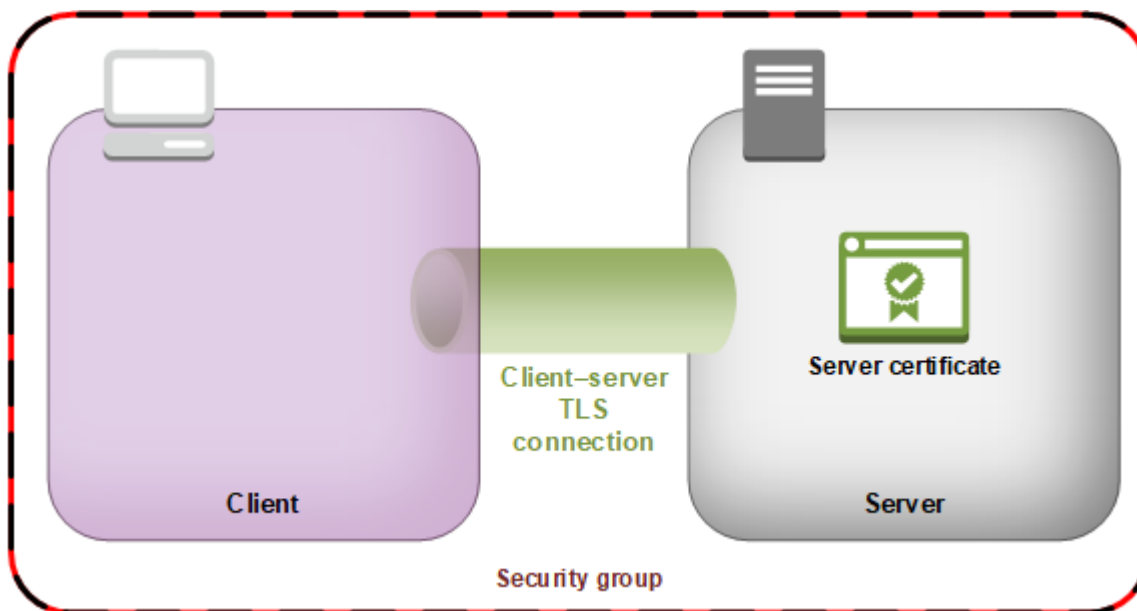 Server certificate
Client–server
TLS
connection
Client
Server
Security group